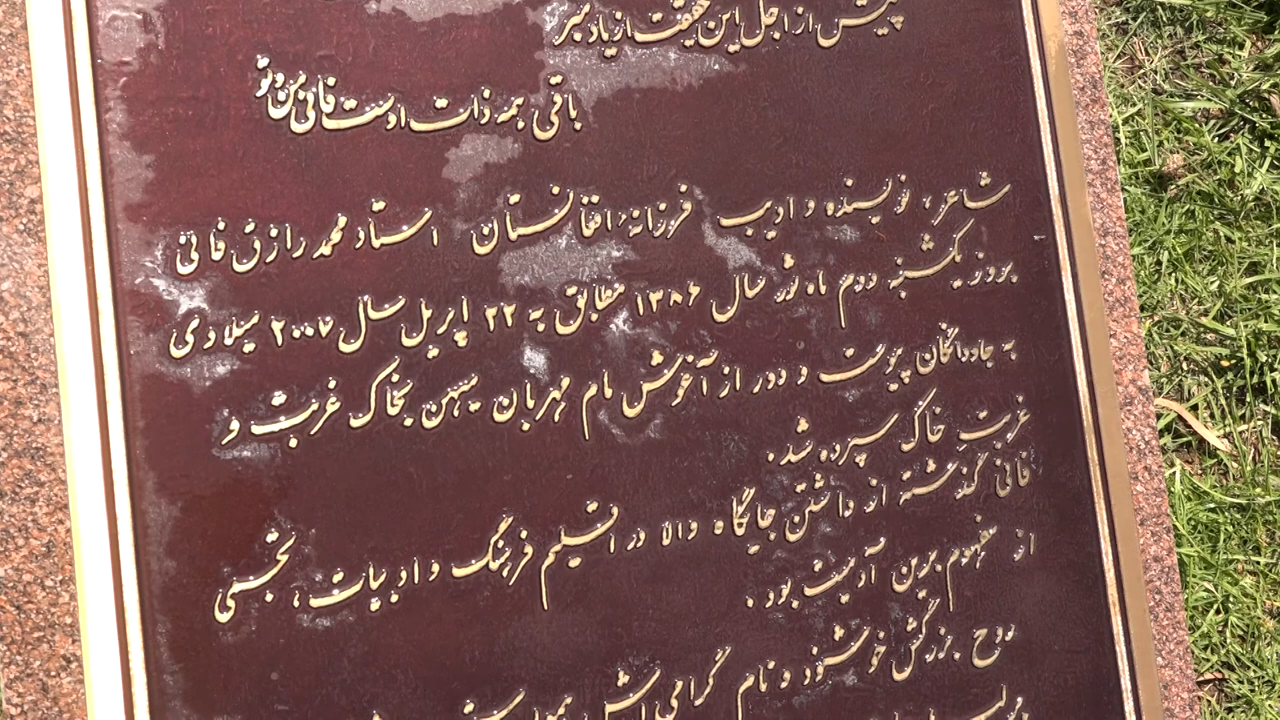 پیش از اجل این حقیقت از یاد مبر
باقی همه ذات اوست فانی من و تو
شاعر، نویسنده و ادیب فرزانهٔ افغانستان استاد محمد رازق فانی
بروز یکشنبه دوم ماه ثور سال ۱۳۸۶ مطابق به ۲۲ اپریل سال ۲۰۰۷ میلادی
به جاودانگان پیوست و دور از آغوش مام مهربان میهن بخاک غربت و
غربتِ خاک سپرده شد.
فانی گذشته از داشتن جایگاه والا در اقلیم فرهنگ و ادبیات، تجسمی
از مفهوم برین آدمیت بود.
روح بزرگش خوشنود و نام گرامی اش